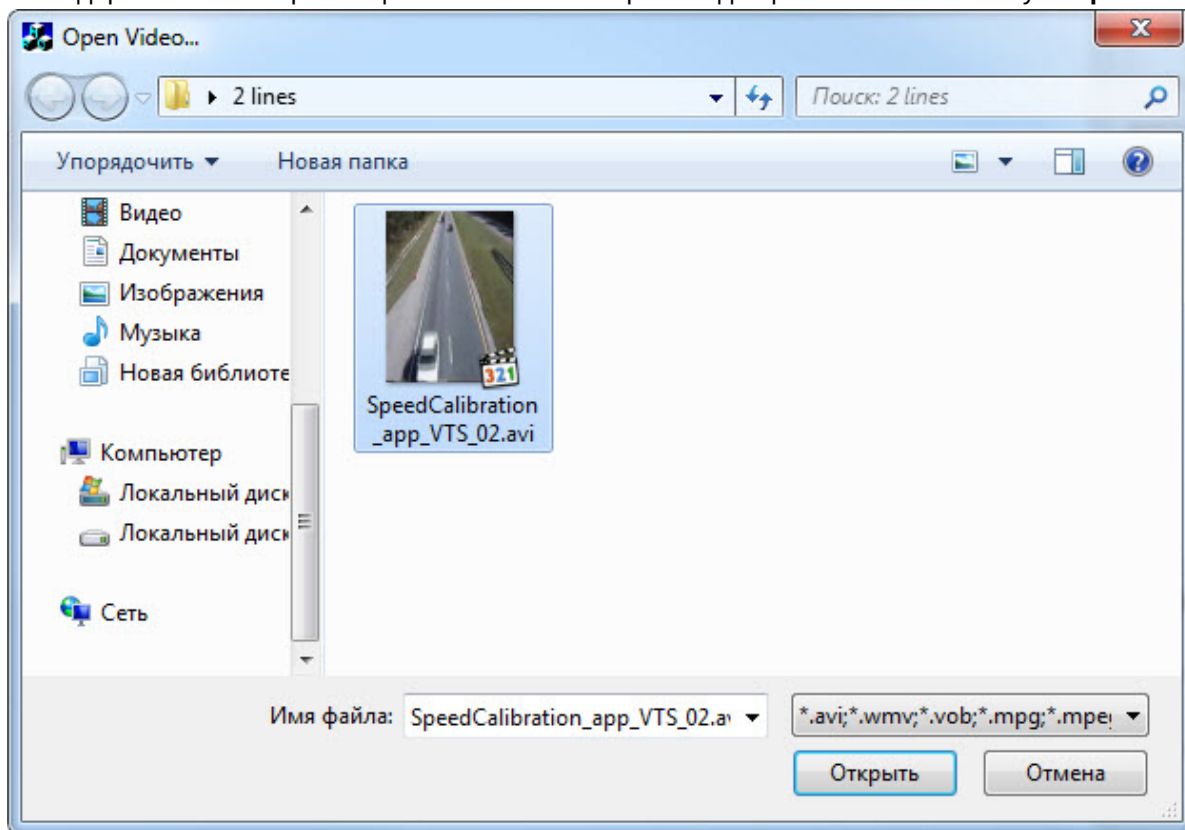 Open Video...
2 lines
Поиск: 2 lines
Упорядочить
Новая папка
Видео
Документы
Изображения
Музыка
Новая библиоте
Компьютер
Локальный диск
Локальный диск
Сеть
321
SpeedCalibration
_app_VTS_02.avi
Имя файла:
SpeedCalibration_app_VTS_02.a
*.avi;*.wmv;*.vob;*.mpg;*.mpe
Открыть
Отмена